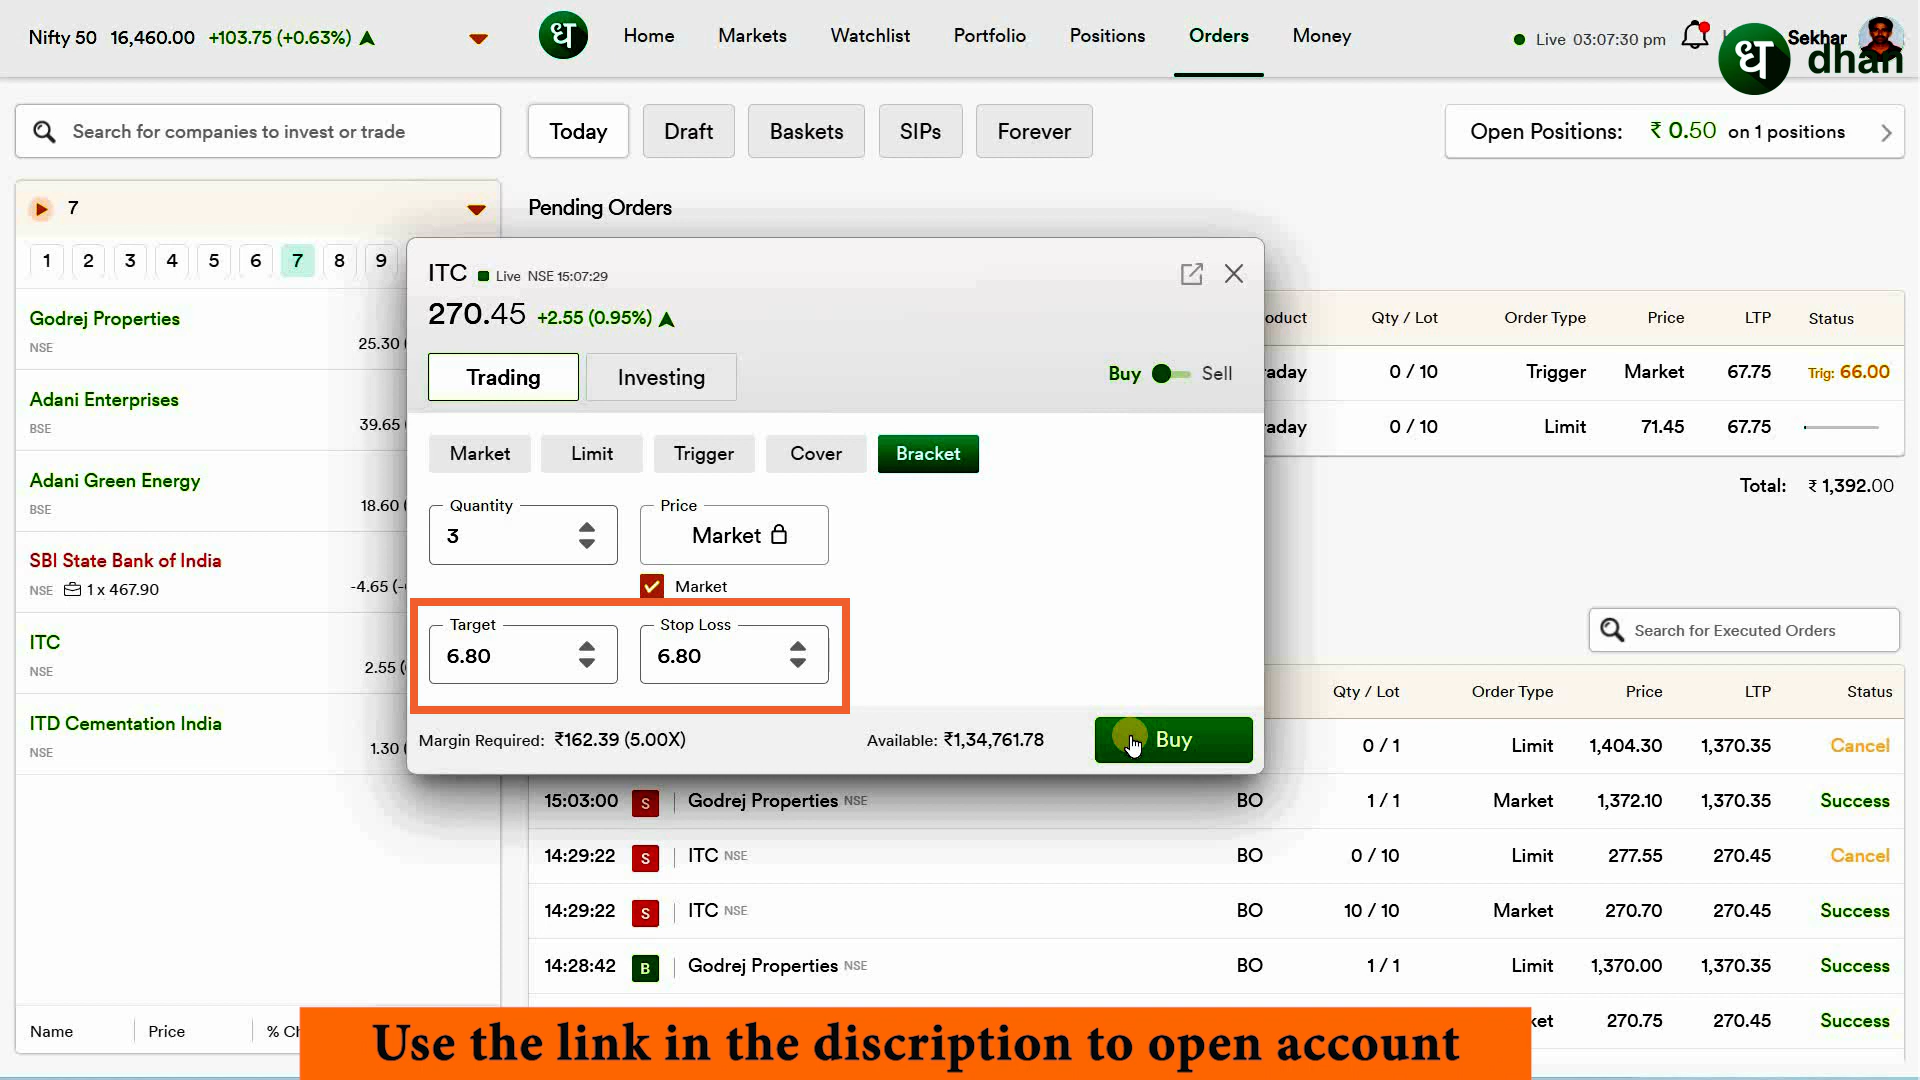 Nifty 50 16,460.00 +103.75 (+0.63%)
ध
Home Markets Watchlist Portfolio Positions Orders Money
Live 03:07:30 pm
Sekhar
ध dhan
Search for companies to invest or trade
Today Draft Baskets SIPs Forever
Open Positions: ₹ 0.50 on 1 positions
7
1 2 3 4 5 6 7 8 9
Godrej Properties
NSE 25.30
Adani Enterprises
BSE 39.65
Adani Green Energy
BSE 18.60
SBI State Bank of India
NSE 1 x 467.90 -4.65
ITC
NSE 2.55
ITD Cementation India
NSE 1.30
Name Price % Ch
Pending Orders
ITC Live NSE 15:07:29
270.45 +2.55 (0.95%)
Trading Investing
Buy Sell
Market Limit Trigger Cover Bracket
Quantity Price
3 Market
Market
Target Stop Loss
6.80 6.80
Margin Required: ₹162.39 (5.00X) Available: ₹1,34,761.78 Buy
oduct Qty / Lot Order Type Price LTP Status
aday 0 / 10 Trigger Market 67.75 Trig: 66.00
aday 0 / 10 Limit 71.45 67.75
Total: ₹ 1,392.00
Search for Executed Orders
Qty / Lot Order Type Price LTP Status
0 / 1 Limit 1,404.30 1,370.35 Cancel
15:03:00 S Godrej Properties NSE BO 1 / 1 Market 1,372.10 1,370.35 Success
14:29:22 S ITC NSE BO 0 / 10 Limit 277.55 270.45 Cancel
14:29:22 S ITC NSE BO 10 / 10 Market 270.70 270.45 Success
14:28:42 B Godrej Properties NSE BO 1 / 1 Limit 1,370.00 1,370.35 Success
ket 270.75 270.45 Success
Use the link in the discription to open account